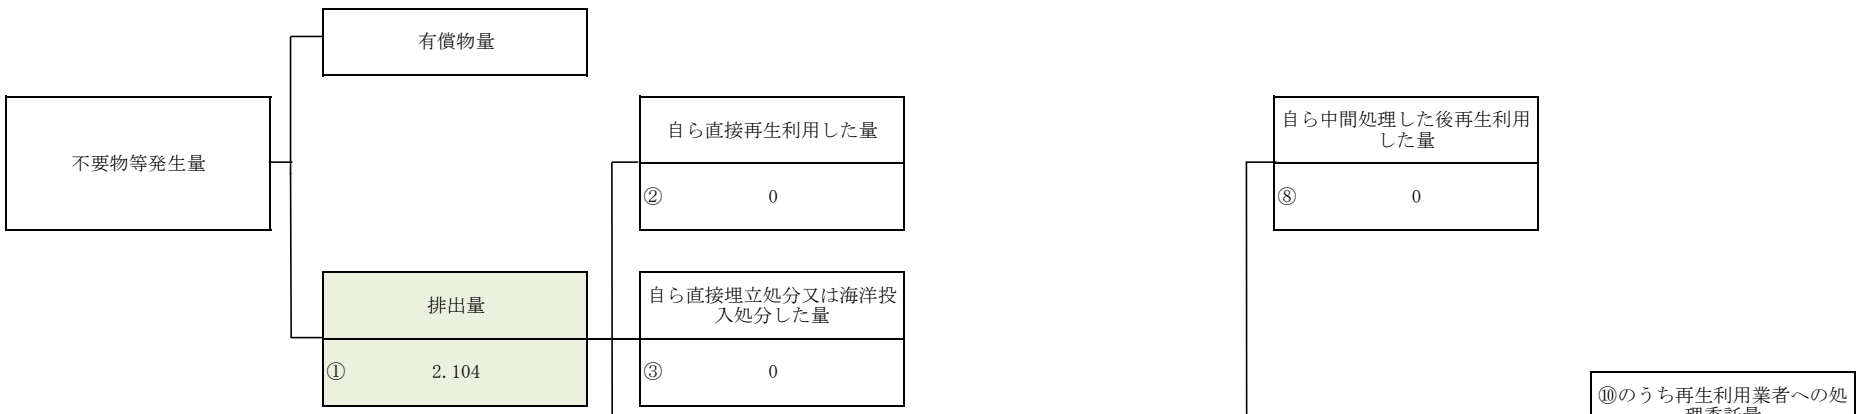 有償物量
不要物等発生量
自ら直接再生利用した量
② 0
自ら中間処理した後再生利用
した量
⑧ 0
排出量
① 2.104
自ら直接埋立処分又は海洋投
入処分した量
③ 0
⑩のうち再生利用業者への処
理委託量